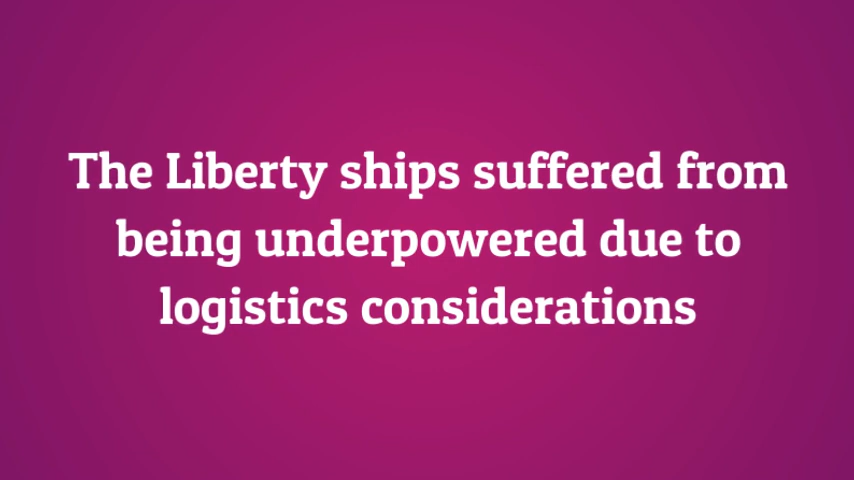 The Liberty ships suffered from
being underpowered due to
logistics considerations